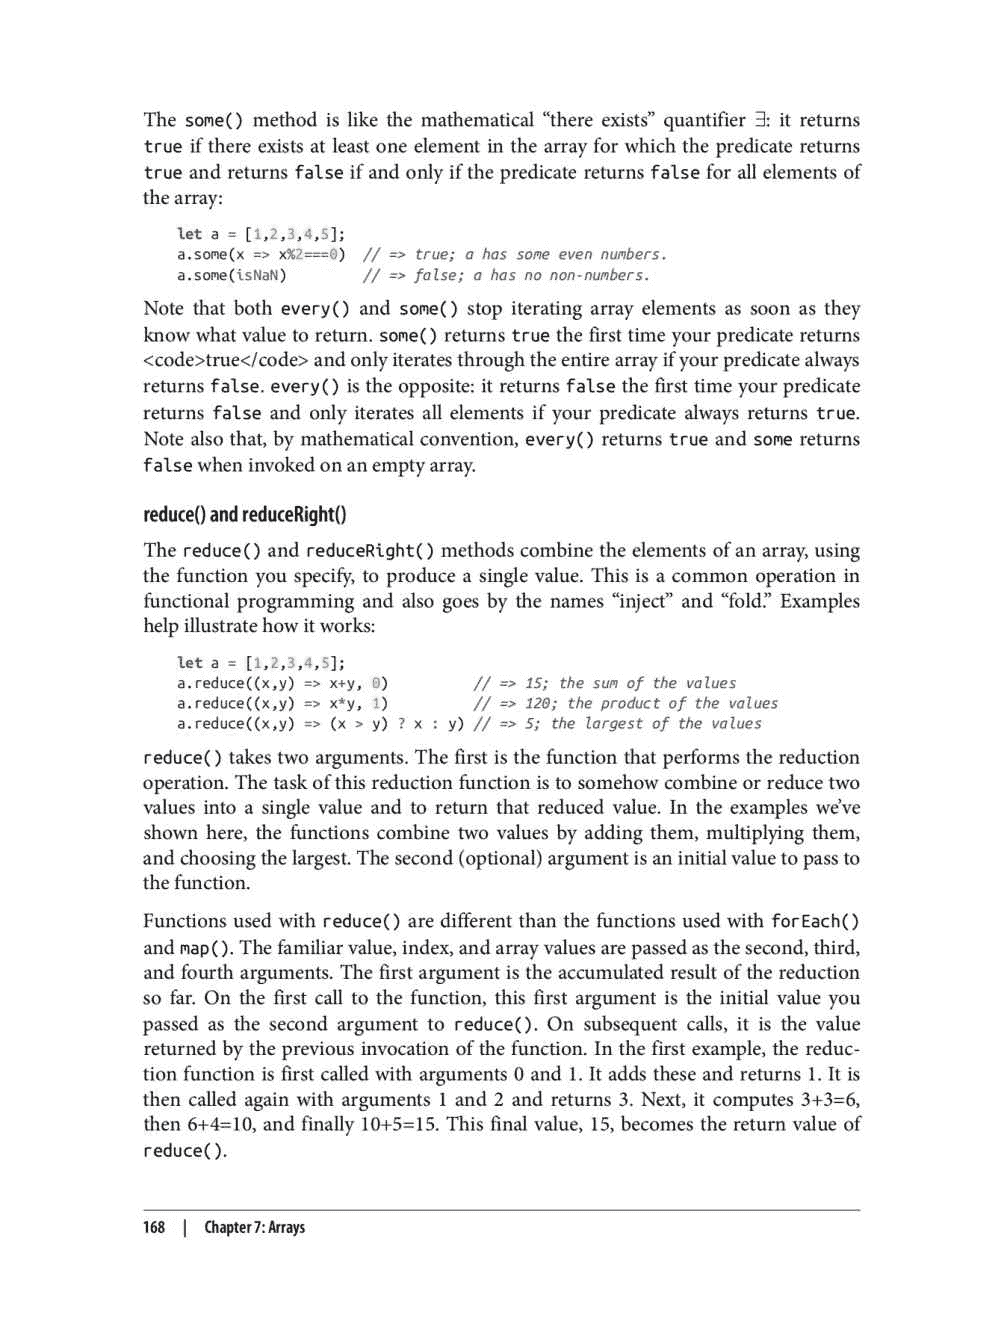 The some() method is like the mathematical “there exists” quantifier ∃: it returns
true if there exists at least one element in the array for which the predicate returns
true and returns false if and only if the predicate returns false for all elements of
the array:
let a = [1,2,3,4,5];
a.some(x => x%2===0)  // => true; a has some even numbers.
a.some(isNaN)         // => false; a has no non-numbers.
Note that both every() and some() stop iterating array elements as soon as they
know what value to return. some() returns true the first time your predicate returns
<code>true</code> and only iterates through the entire array if your predicate always
returns false. every() is the opposite: it returns false the first time your predicate
returns false and only iterates all elements if your predicate always returns true.
Note also that, by mathematical convention, every() returns true and some returns
false when invoked on an empty array.
reduce() and reduceRight()
The reduce() and reduceRight() methods combine the elements of an array, using
the function you specify, to produce a single value. This is a common operation in
functional programming and also goes by the names “inject” and “fold.” Examples
help illustrate how it works:
let a = [1,2,3,4,5];
a.reduce((x,y) => x+y, 0)          // => 15; the sum of the values
a.reduce((x,y) => x*y, 1)          // => 120; the product of the values
a.reduce((x,y) => (x > y) ? x : y) // => 5; the largest of the values
reduce() takes two arguments. The first is the function that performs the reduction
operation. The task of this reduction function is to somehow combine or reduce two
values into a single value and to return that reduced value. In the examples we’ve
shown here, the functions combine two values by adding them, multiplying them,
and choosing the largest. The second (optional) argument is an initial value to pass to
the function.
Functions used with reduce() are different than the functions used with forEach()
and map(). The familiar value, index, and array values are passed as the second, third,
and fourth arguments. The first argument is the accumulated result of the reduction
so far. On the first call to the function, this first argument is the initial value you
passed as the second argument to reduce(). On subsequent calls, it is the value
returned by the previous invocation of the function. In the first example, the reduc-
tion function is first called with arguments 0 and 1. It adds these and returns 1. It is
then called again with arguments 1 and 2 and returns 3. Next, it computes 3+3=6,
then 6+4=10, and finally 10+5=15. This final value, 15, becomes the return value of
reduce().
168 | Chapter 7: Arrays